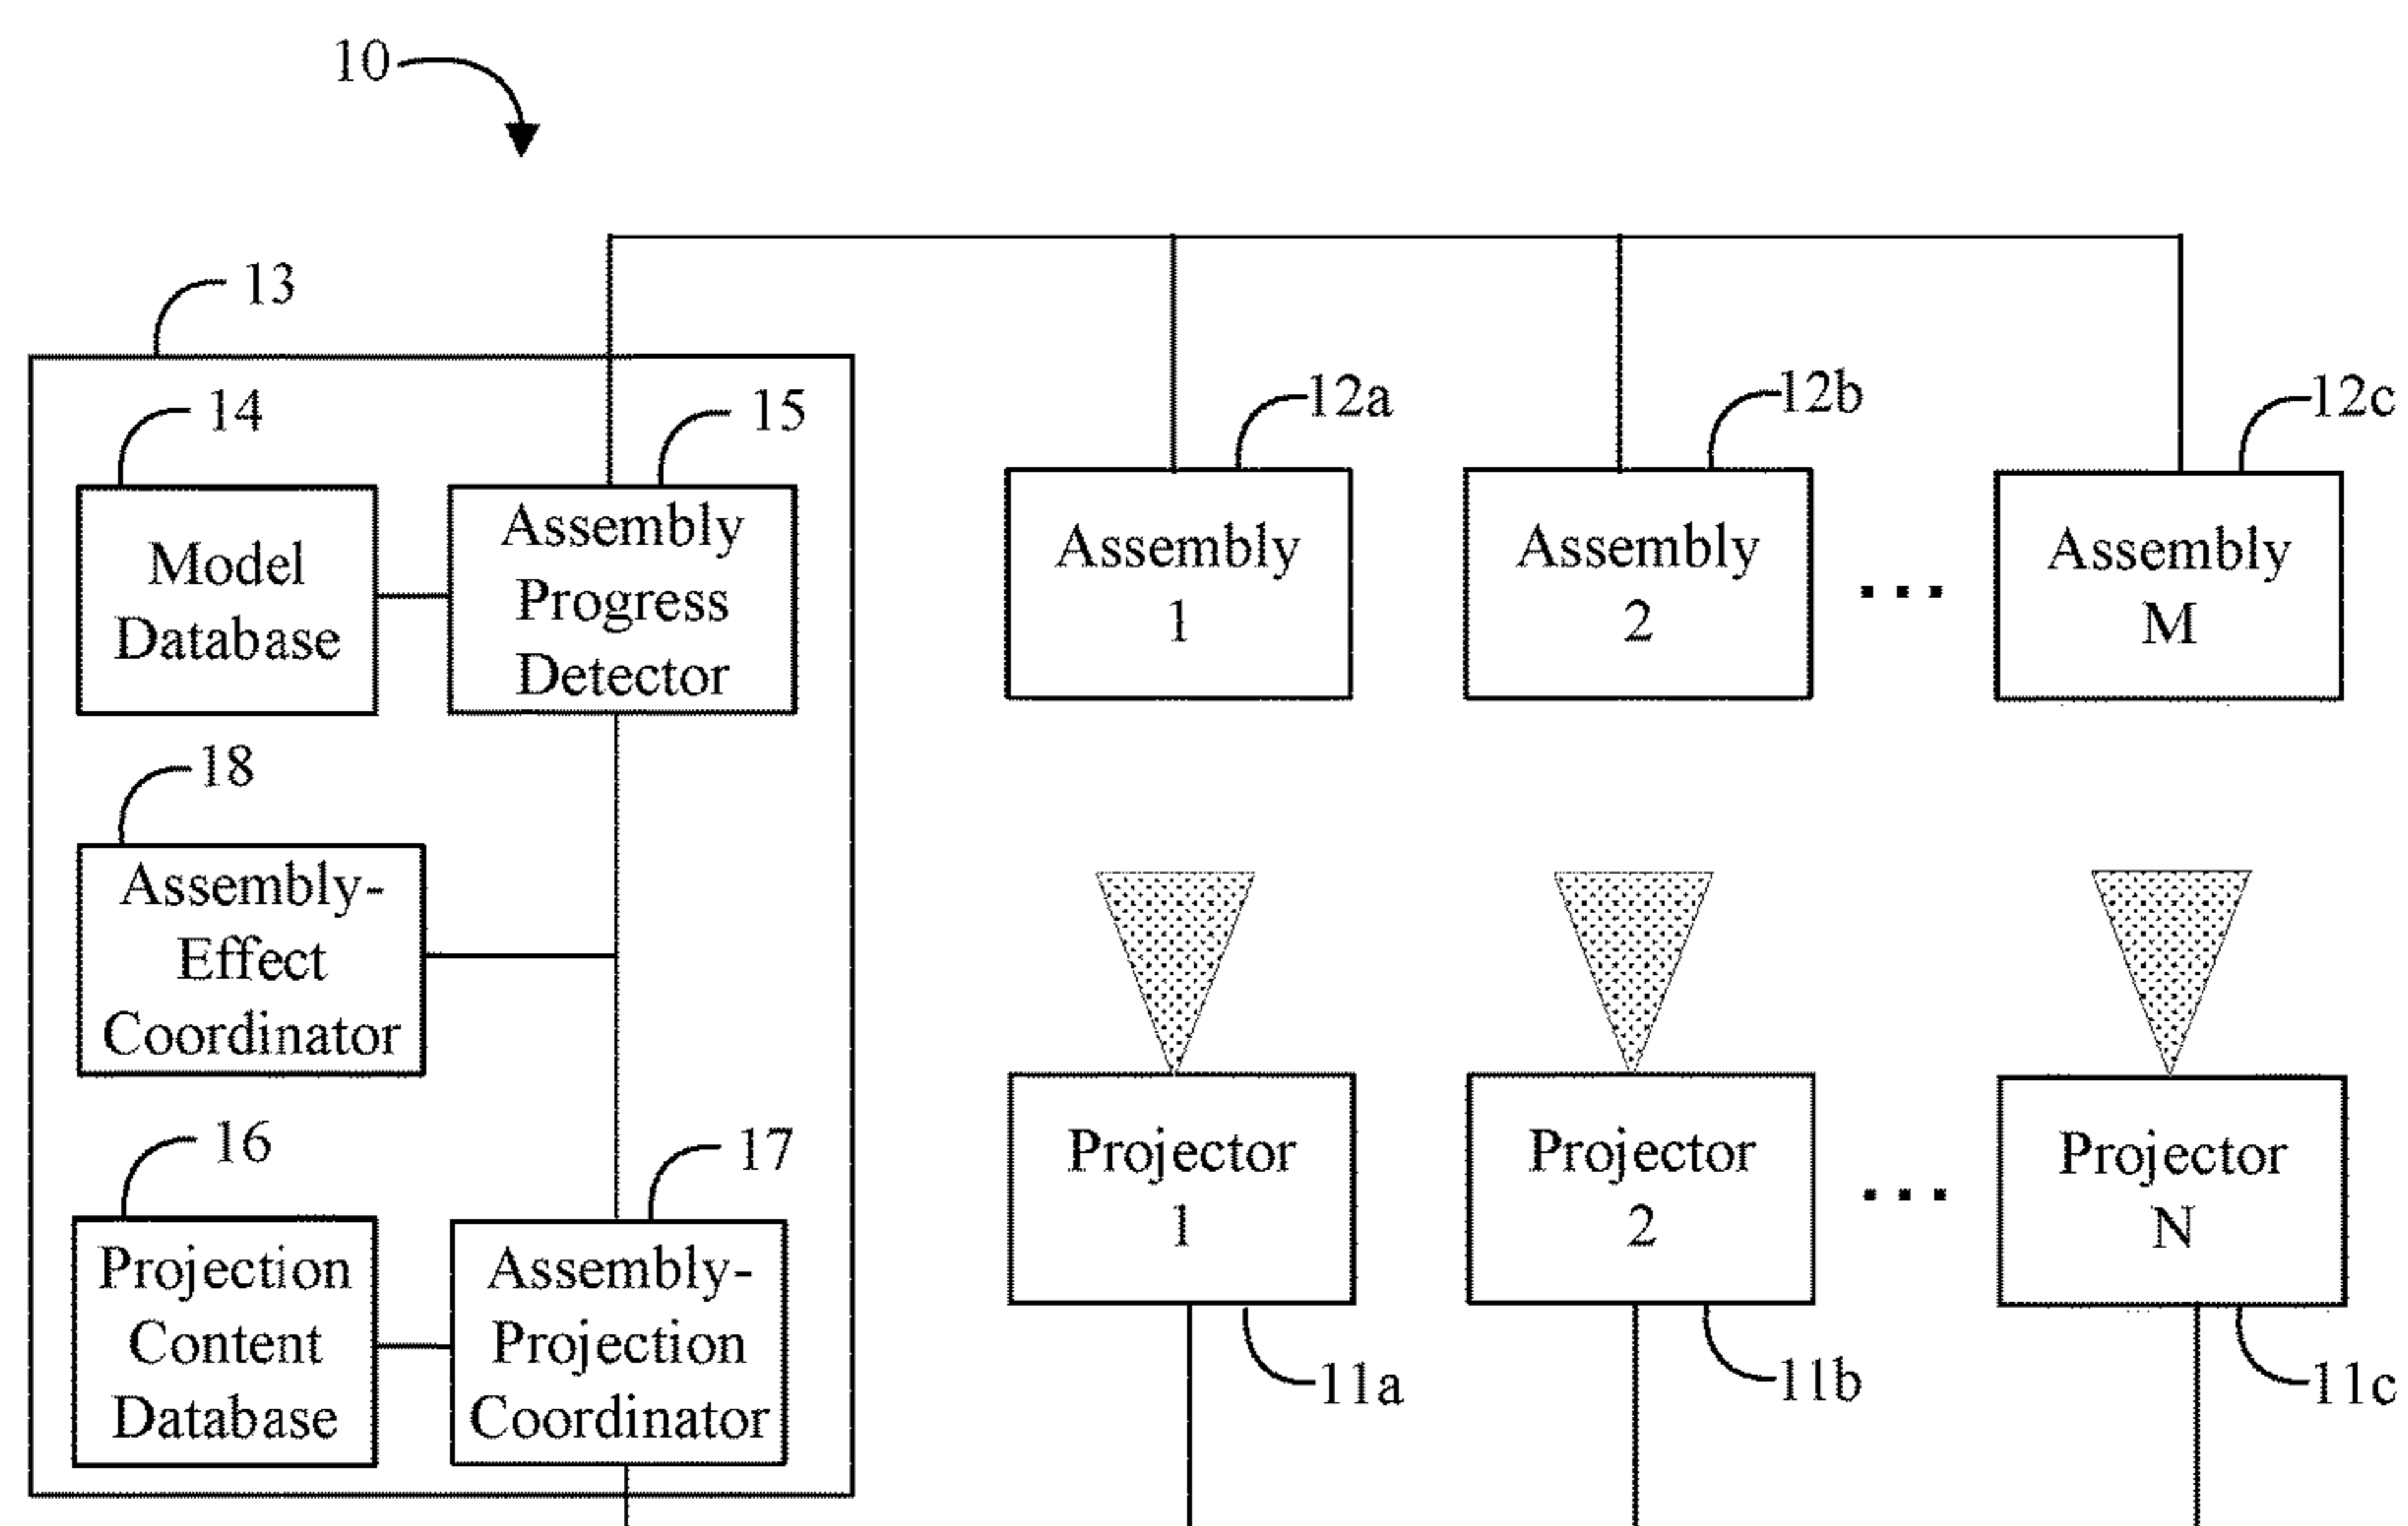 10
13
14
15
12a
12b
12c
Model
Database
Assembly
Progress
Detector
Assembly
1
Assembly
2
...
Assembly
M
18
Assembly-
Effect
Coordinator
16
17
Projection
Content
Database
Assembly-
Projection
Coordinator
Projector
1
Projector
2
...
Projector
N
11a
11b
11c